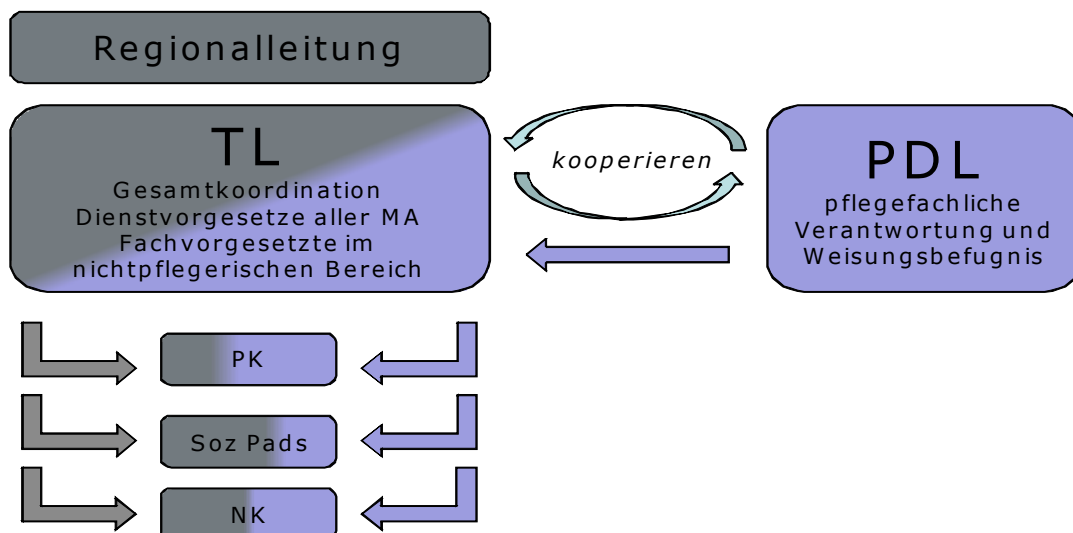 Regionalleitung
TL
Gesamtkoordination
Dienstvorgesetze aller MA
Fachvorgesetzte im
nichtpflegerischen Bereich
kooperieren
PDL
pflegefachliche
Verantwortung und
Weisungsbefugnis
PK
Soz Pads
NK